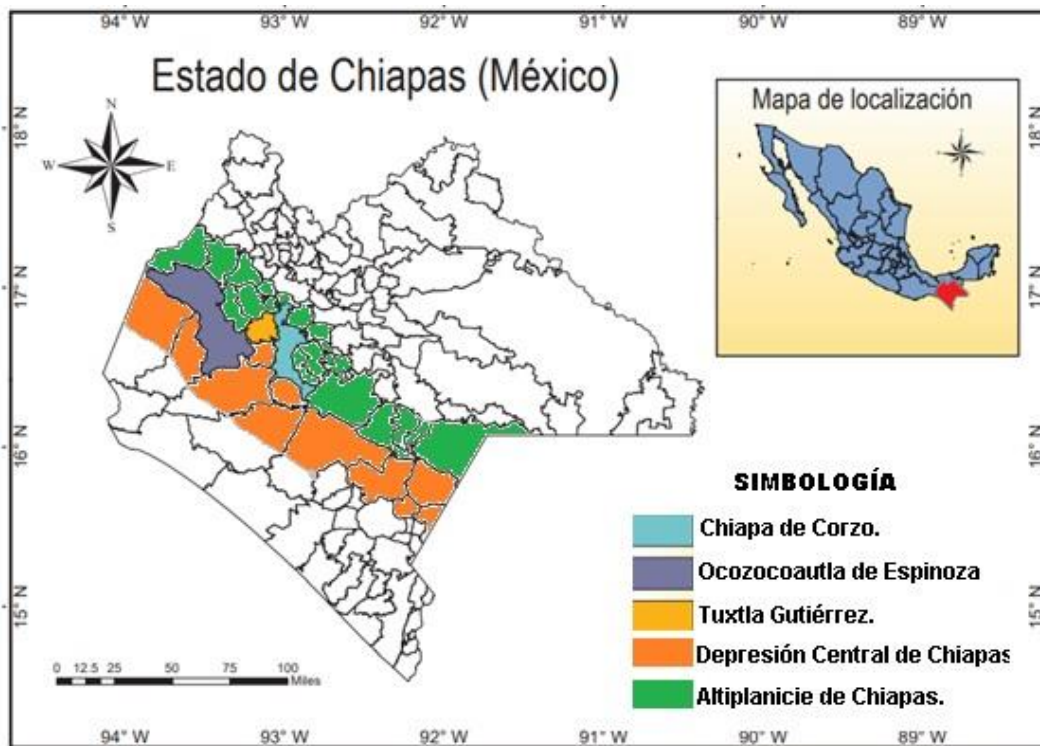 94° W 93° W 92° W 91° W 90° W 89° W
Estado de Chiapas (México)
Mapa de localización
N
W E
S
18° N
17° N
16° N
15° N
18° N
17° N
16° N
15° N
SIMBOLOGÍA
Chiapa de Corzo.
Ocozocoautla de Espinoza
Tuxtla Gutiérrez.
Depresión Central de Chiapas
Altiplanicie de Chiapas.
0 12.5 25 50 75 100
Miles
94° W 93° W 92° W 91° W 90° W 89° W